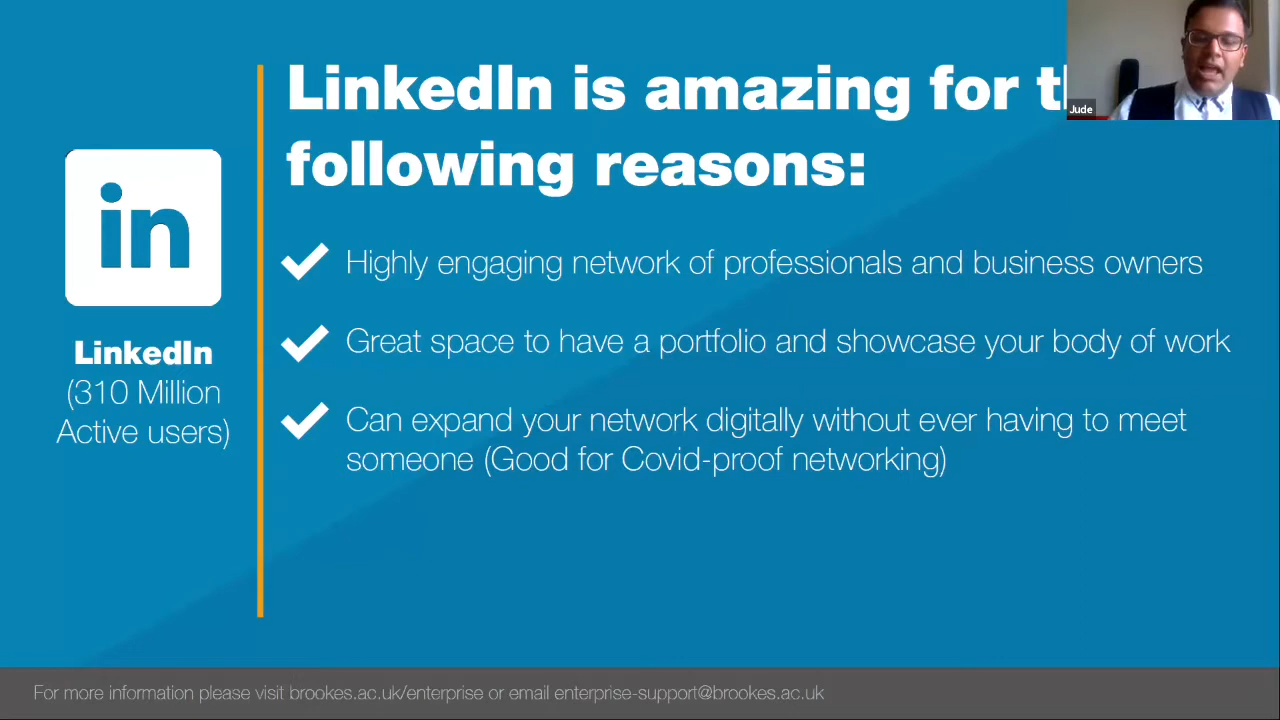 LinkedIn is amazing for t
following reasons:
Jude
in
LinkedIn
(310 Million
Active users)
Highly engaging network of professionals and business owners
Great space to have a portfolio and showcase your body of work
Can expand your network digitally without ever having to meet
someone (Good for Covid-proof networking)
For more information please visit brookes.ac.uk/enterprise or email enterprise-support@brookes.ac.uk